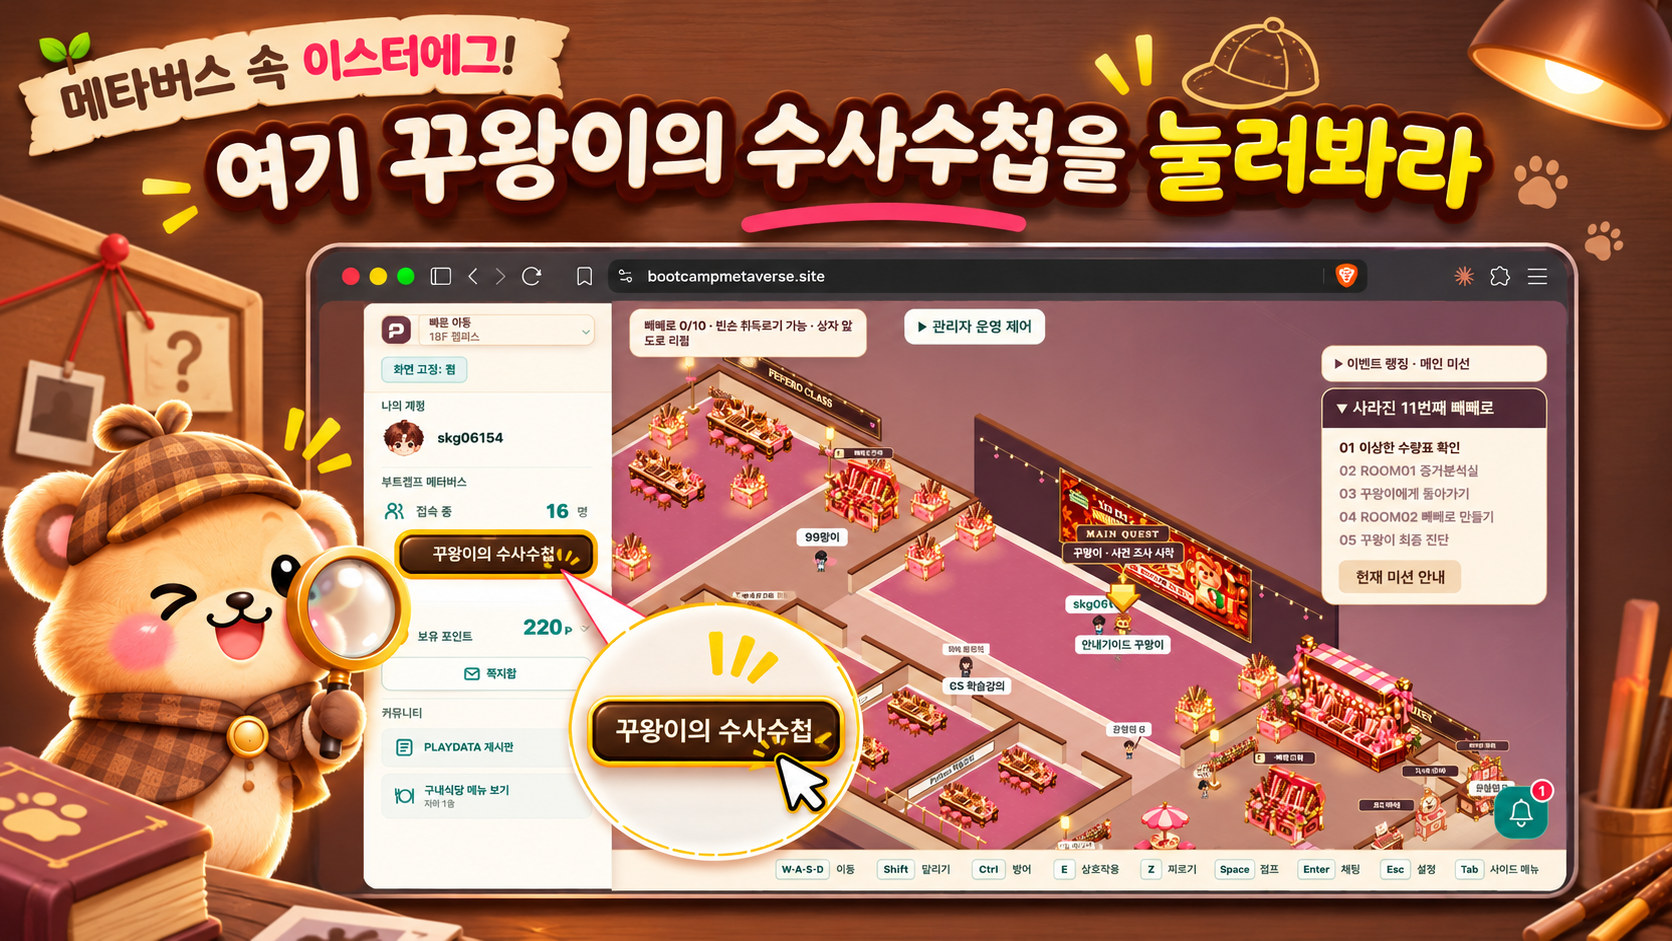 메타버스 속 이스터에그!
여기 꾸왕이의 수사수첩을 눌러봐라
bootcampmetaverse.site
빠른 이동
18F 펨피스
화면 고정: 켬
나의 계정
skg06154
부트캠프 메타버스
접속 중 16 명
꾸왕이의 수사수첩
보유 포인트 220P
쪽지함
커뮤니티
PLAYDATA 게시판
구내식당 메뉴 보기
빼빼로 0/10 · 빈손 취득르기 가능 · 상자 앞
도로 리필
▶ 관리자 운영 제어
▶ 이벤트 랭킹 · 메인 미션
▼ 사라진 11번째 빼빼로
01 이상한 수량표 확인
02 ROOM01 증거분석실
03 꾸왕이에게 돌아가기
04 ROOM02 빼빼로 만들기
05 꾸왕이 최종 진단
현재 미션 안내
PEPERO CLASS
99망이
MAIN QUEST
꾸왕이 · 사건 조사 시작
skg06
안내가이드 꾸왕이
GS 학습강의
꾸왕이의 수사수첩
1
W·A·S·D 이동
Shift 달리기
Ctrl 방어
E 상호작용
Z 찌르기
Space 점프
Enter 채팅
Esc 설정
Tab 사이드 메뉴